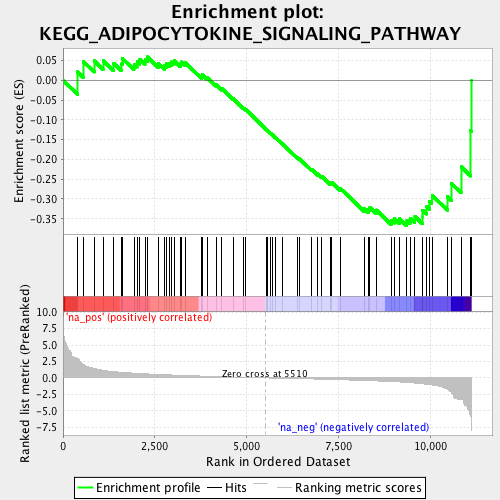 Enrichment plot:
KEGG_ADIPOCYTOKINE_SIGNALING_PATHWAY
Enrichment score (ES)
0.05
0.00
-0.05
-0.10
-0.15
-0.20
-0.25
-0.30
-0.35
'na_pos' (positively correlated)
Ranked list metric (PreRanked)
10.0
7.5
5.0
2.5
0.0
-2.5
-5.0
-7.5
Zero cross at 5510
'na_neg' (negatively correlated)
0
2,500
5,000
7,500
10,000
Rank in Ordered Dataset
Enrichment profile
Hits
Ranking metric scores